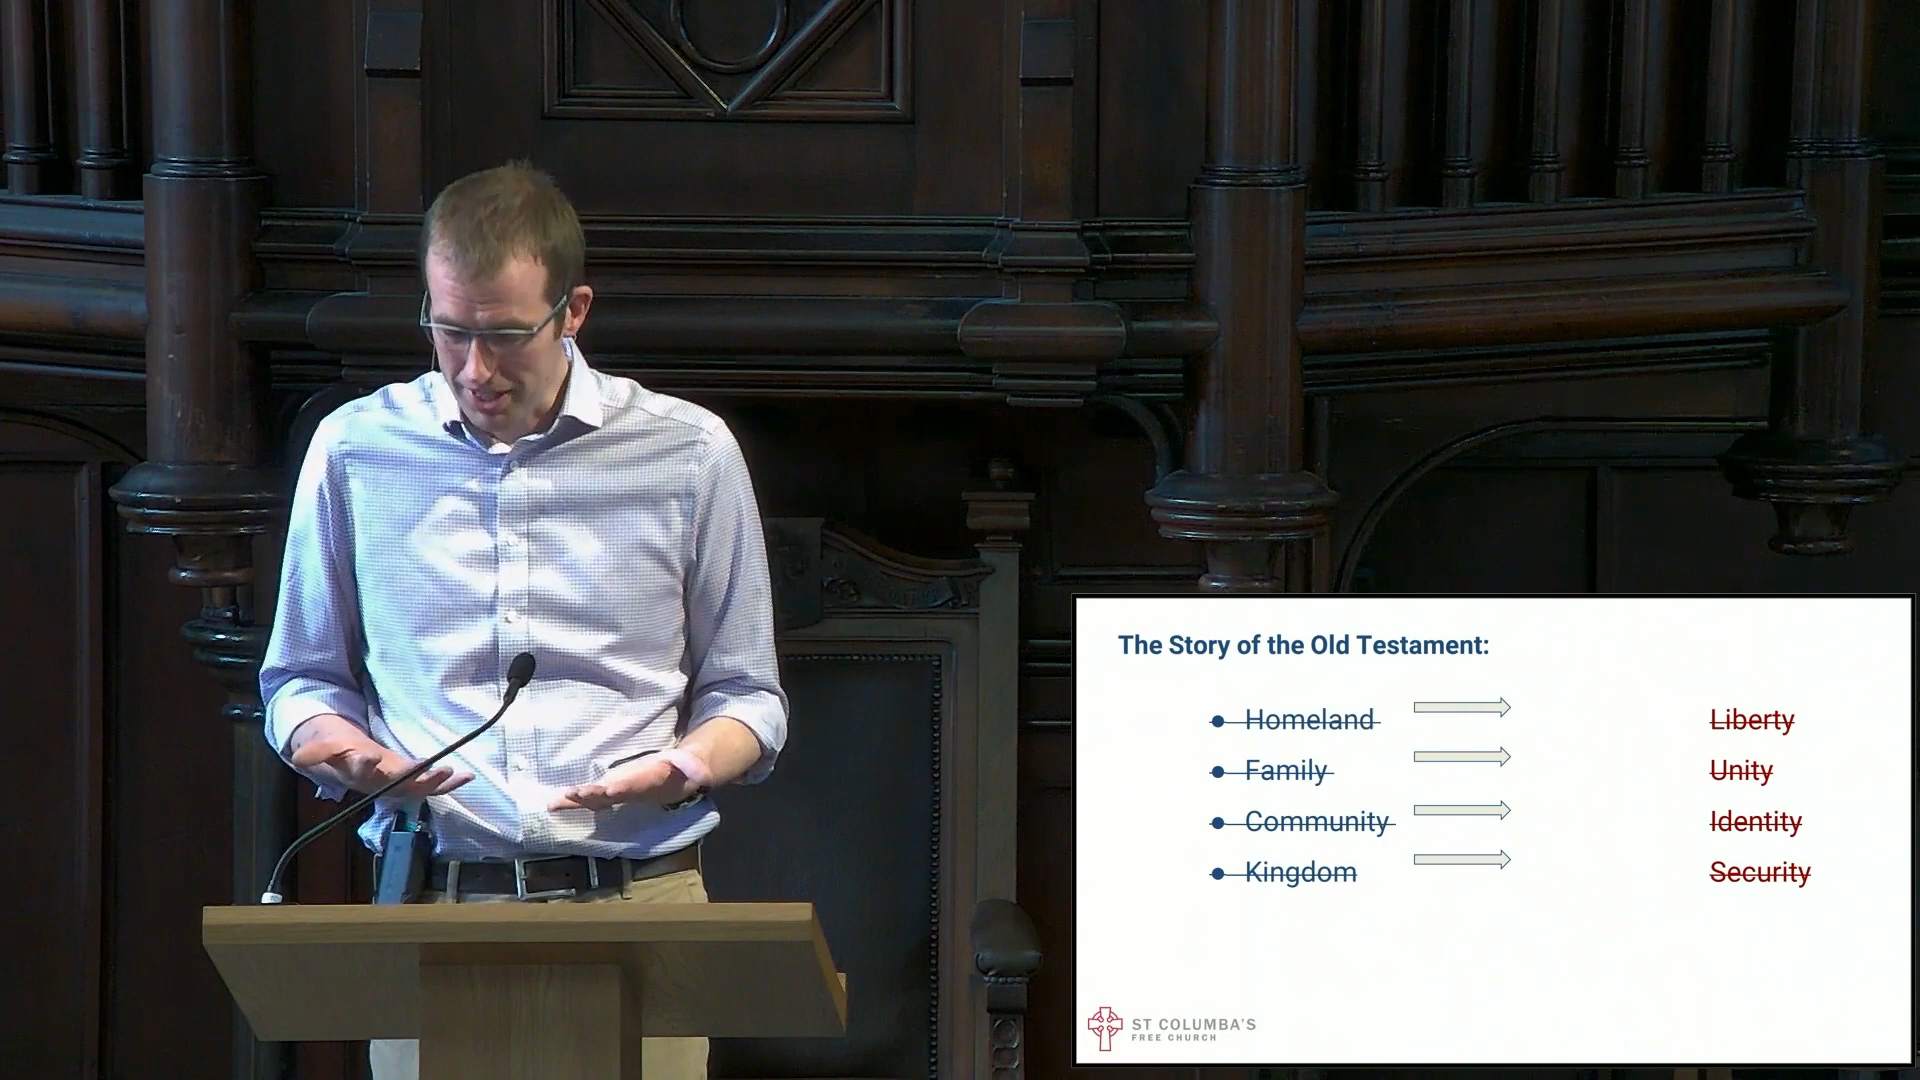 The Story of the Old Testament:
Homeland Liberty
Family Unity
Community Identity
Kingdom Security
ST COLUMBA'S
FREE CHURCH